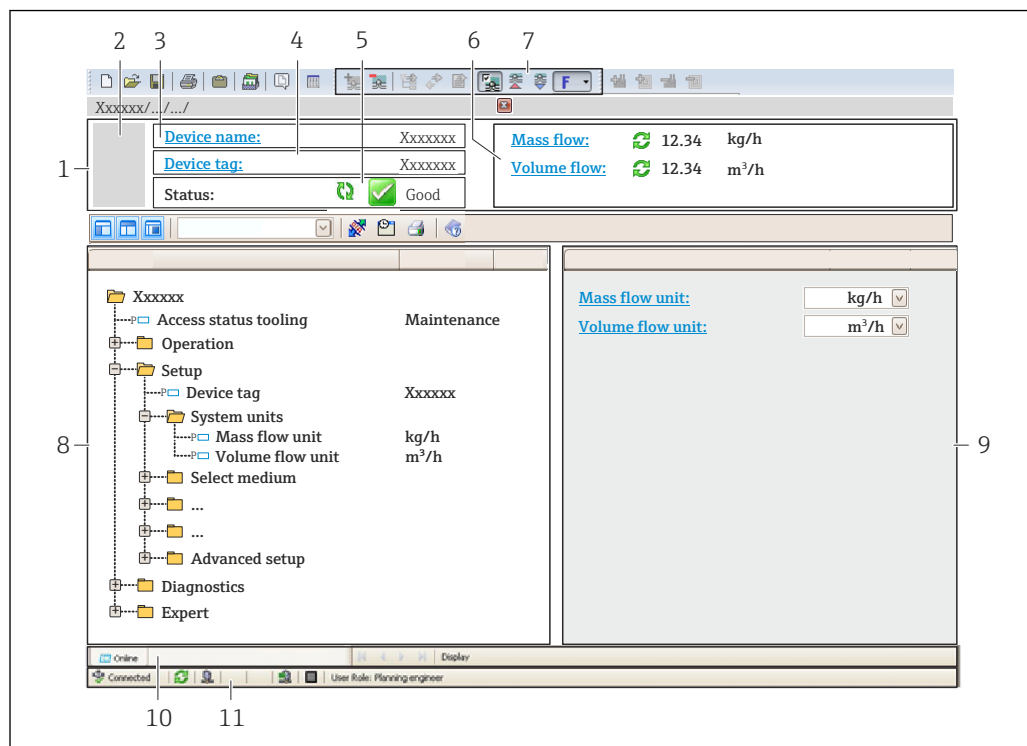 2 3 4 5 6 7
F
Xxxxxx/.../.../
1
Device name: Xxxxxxx
Device tag: Xxxxxxx
Status: Good
Mass flow: 12.34 kg/h
Volume flow: 12.34 m³/h
Xxxxxx
P Access status tooling Maintenance
Operation
Setup
P Device tag Xxxxxx
System units
P Mass flow unit kg/h
P Volume flow unit m³/h
Select medium
...
...
Advanced setup
Diagnostics
Expert
8
Mass flow unit: kg/h
Volume flow unit: m³/h
9
Online Display
Connected User Role: Planning engineer
10 11